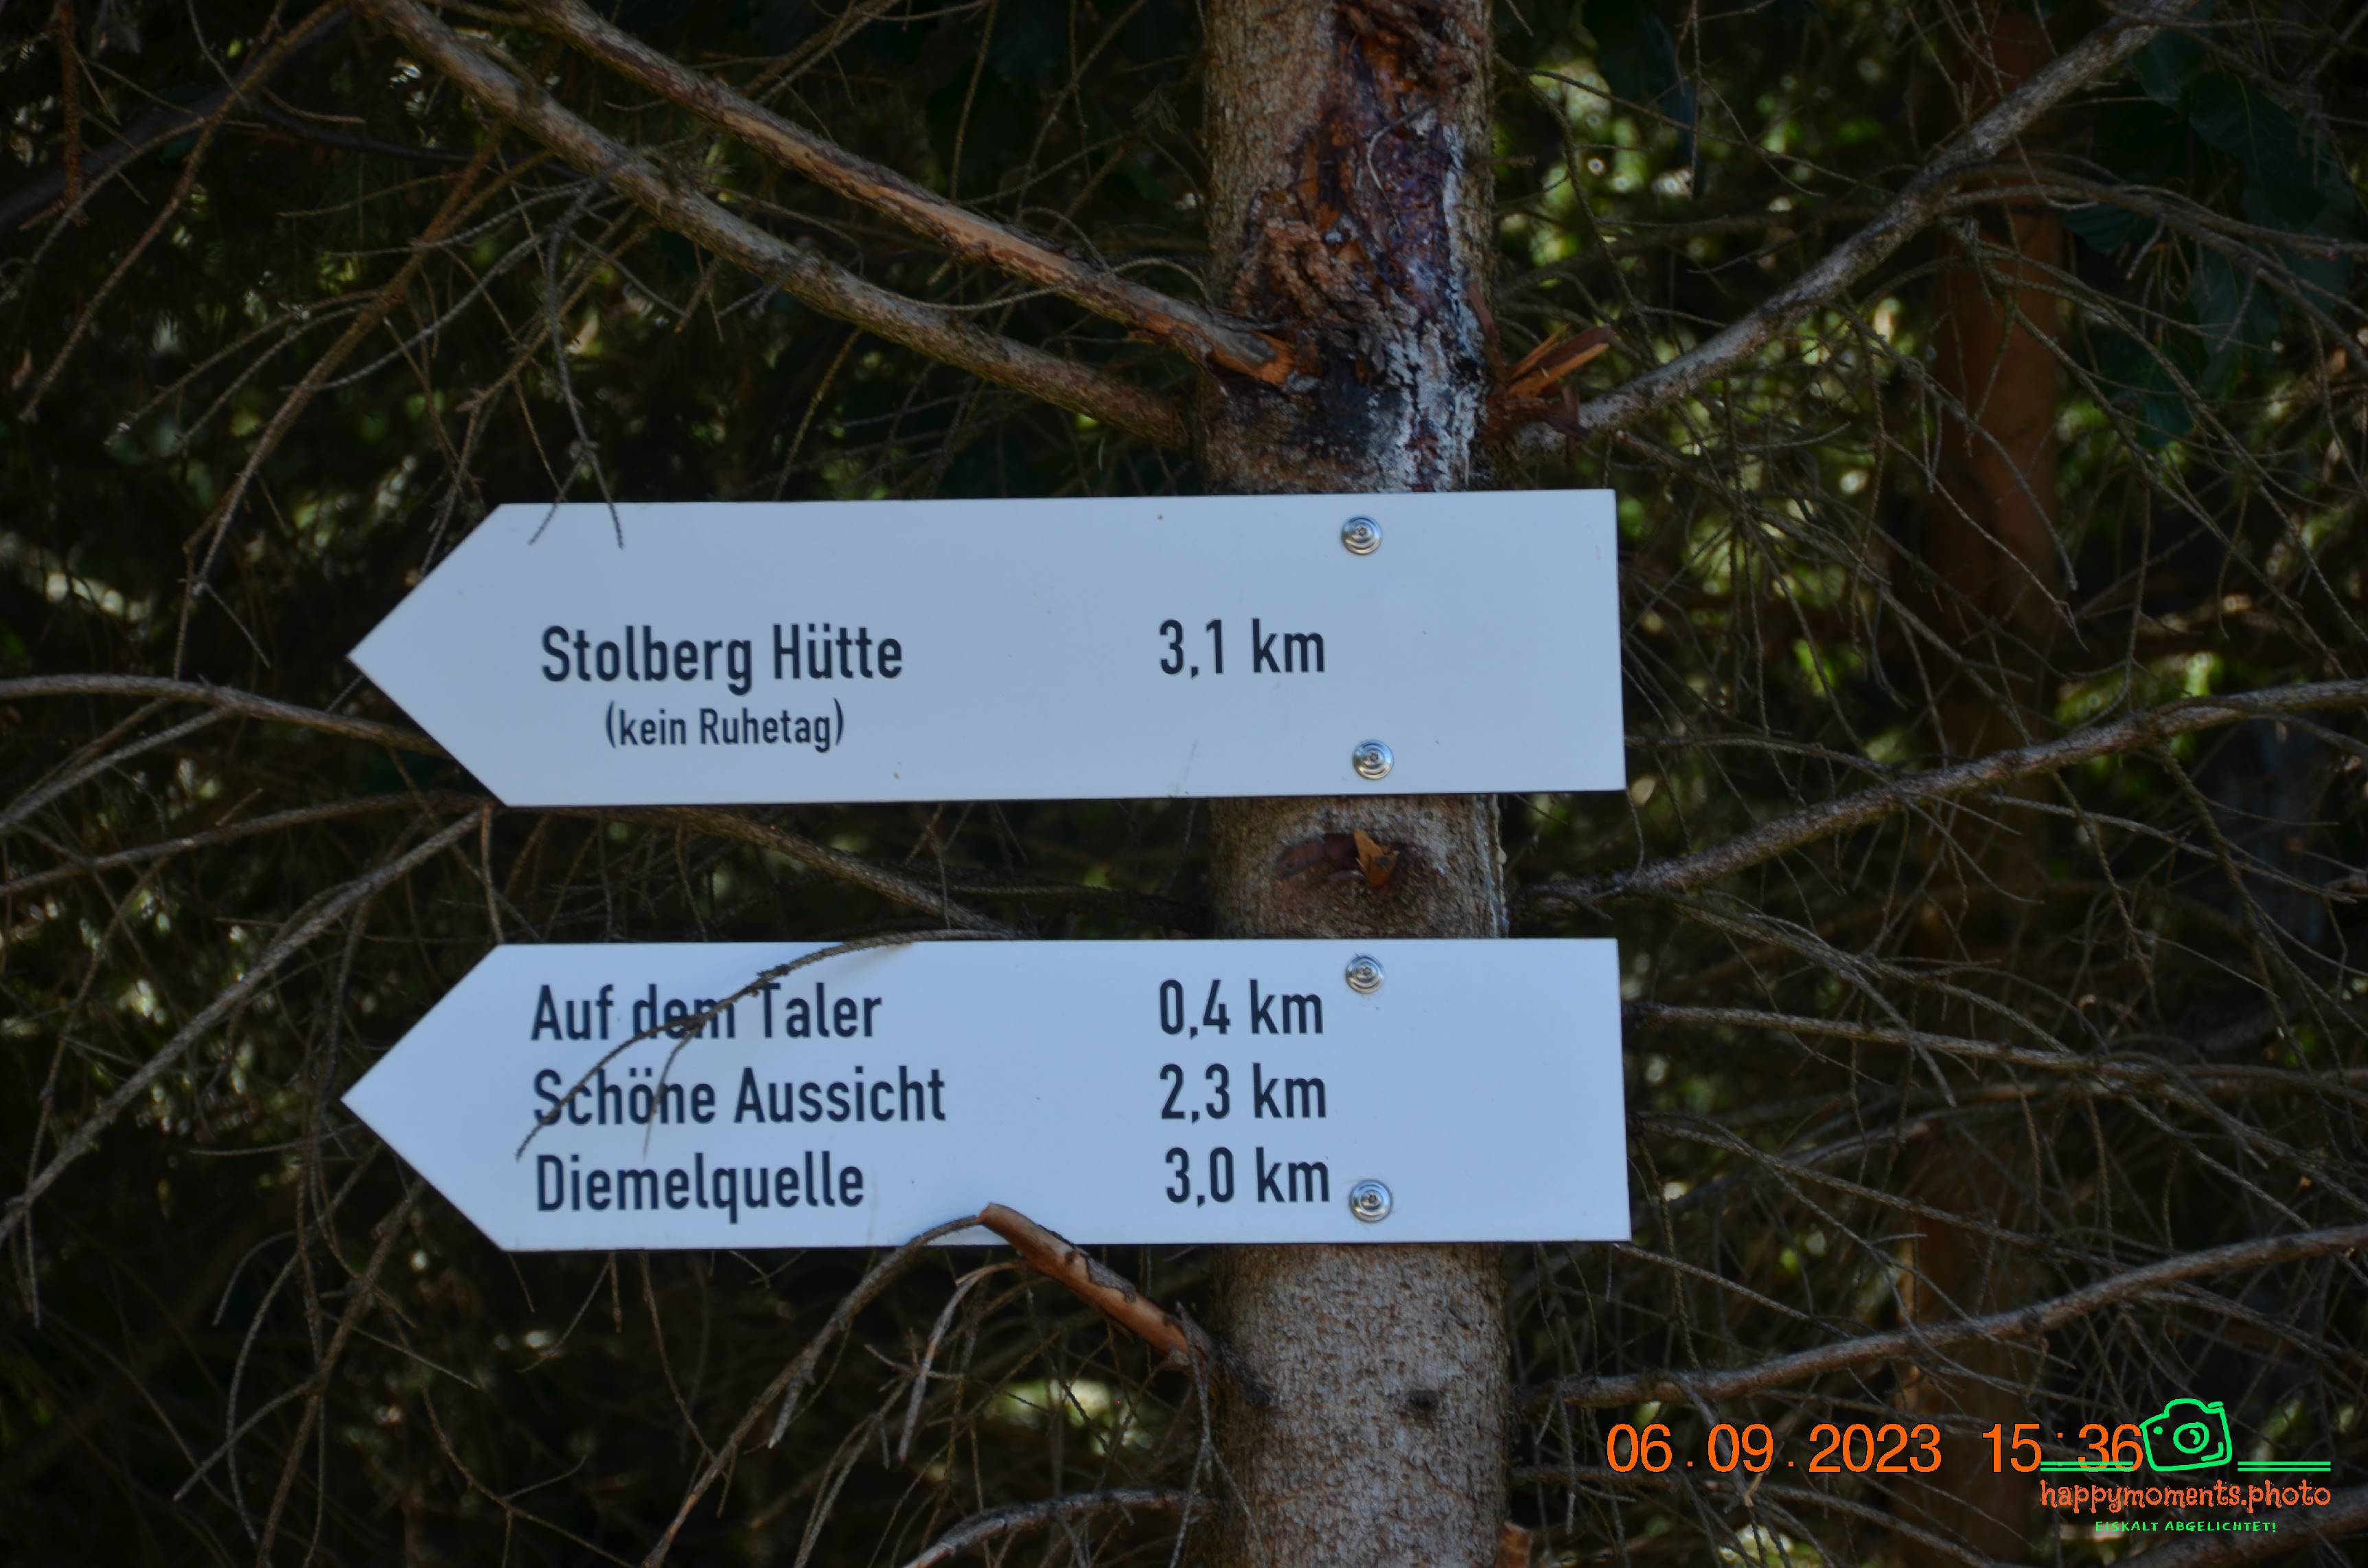 Stolberg Hütte 3,1 km
(kein Ruhetag)
Auf dem Taler 0,4 km
Schöne Aussicht 2,3 km
Diemelquelle 3,0 km
06.09.2023 15:36
happymoments.photo
EISKALT ABGELICHTET!